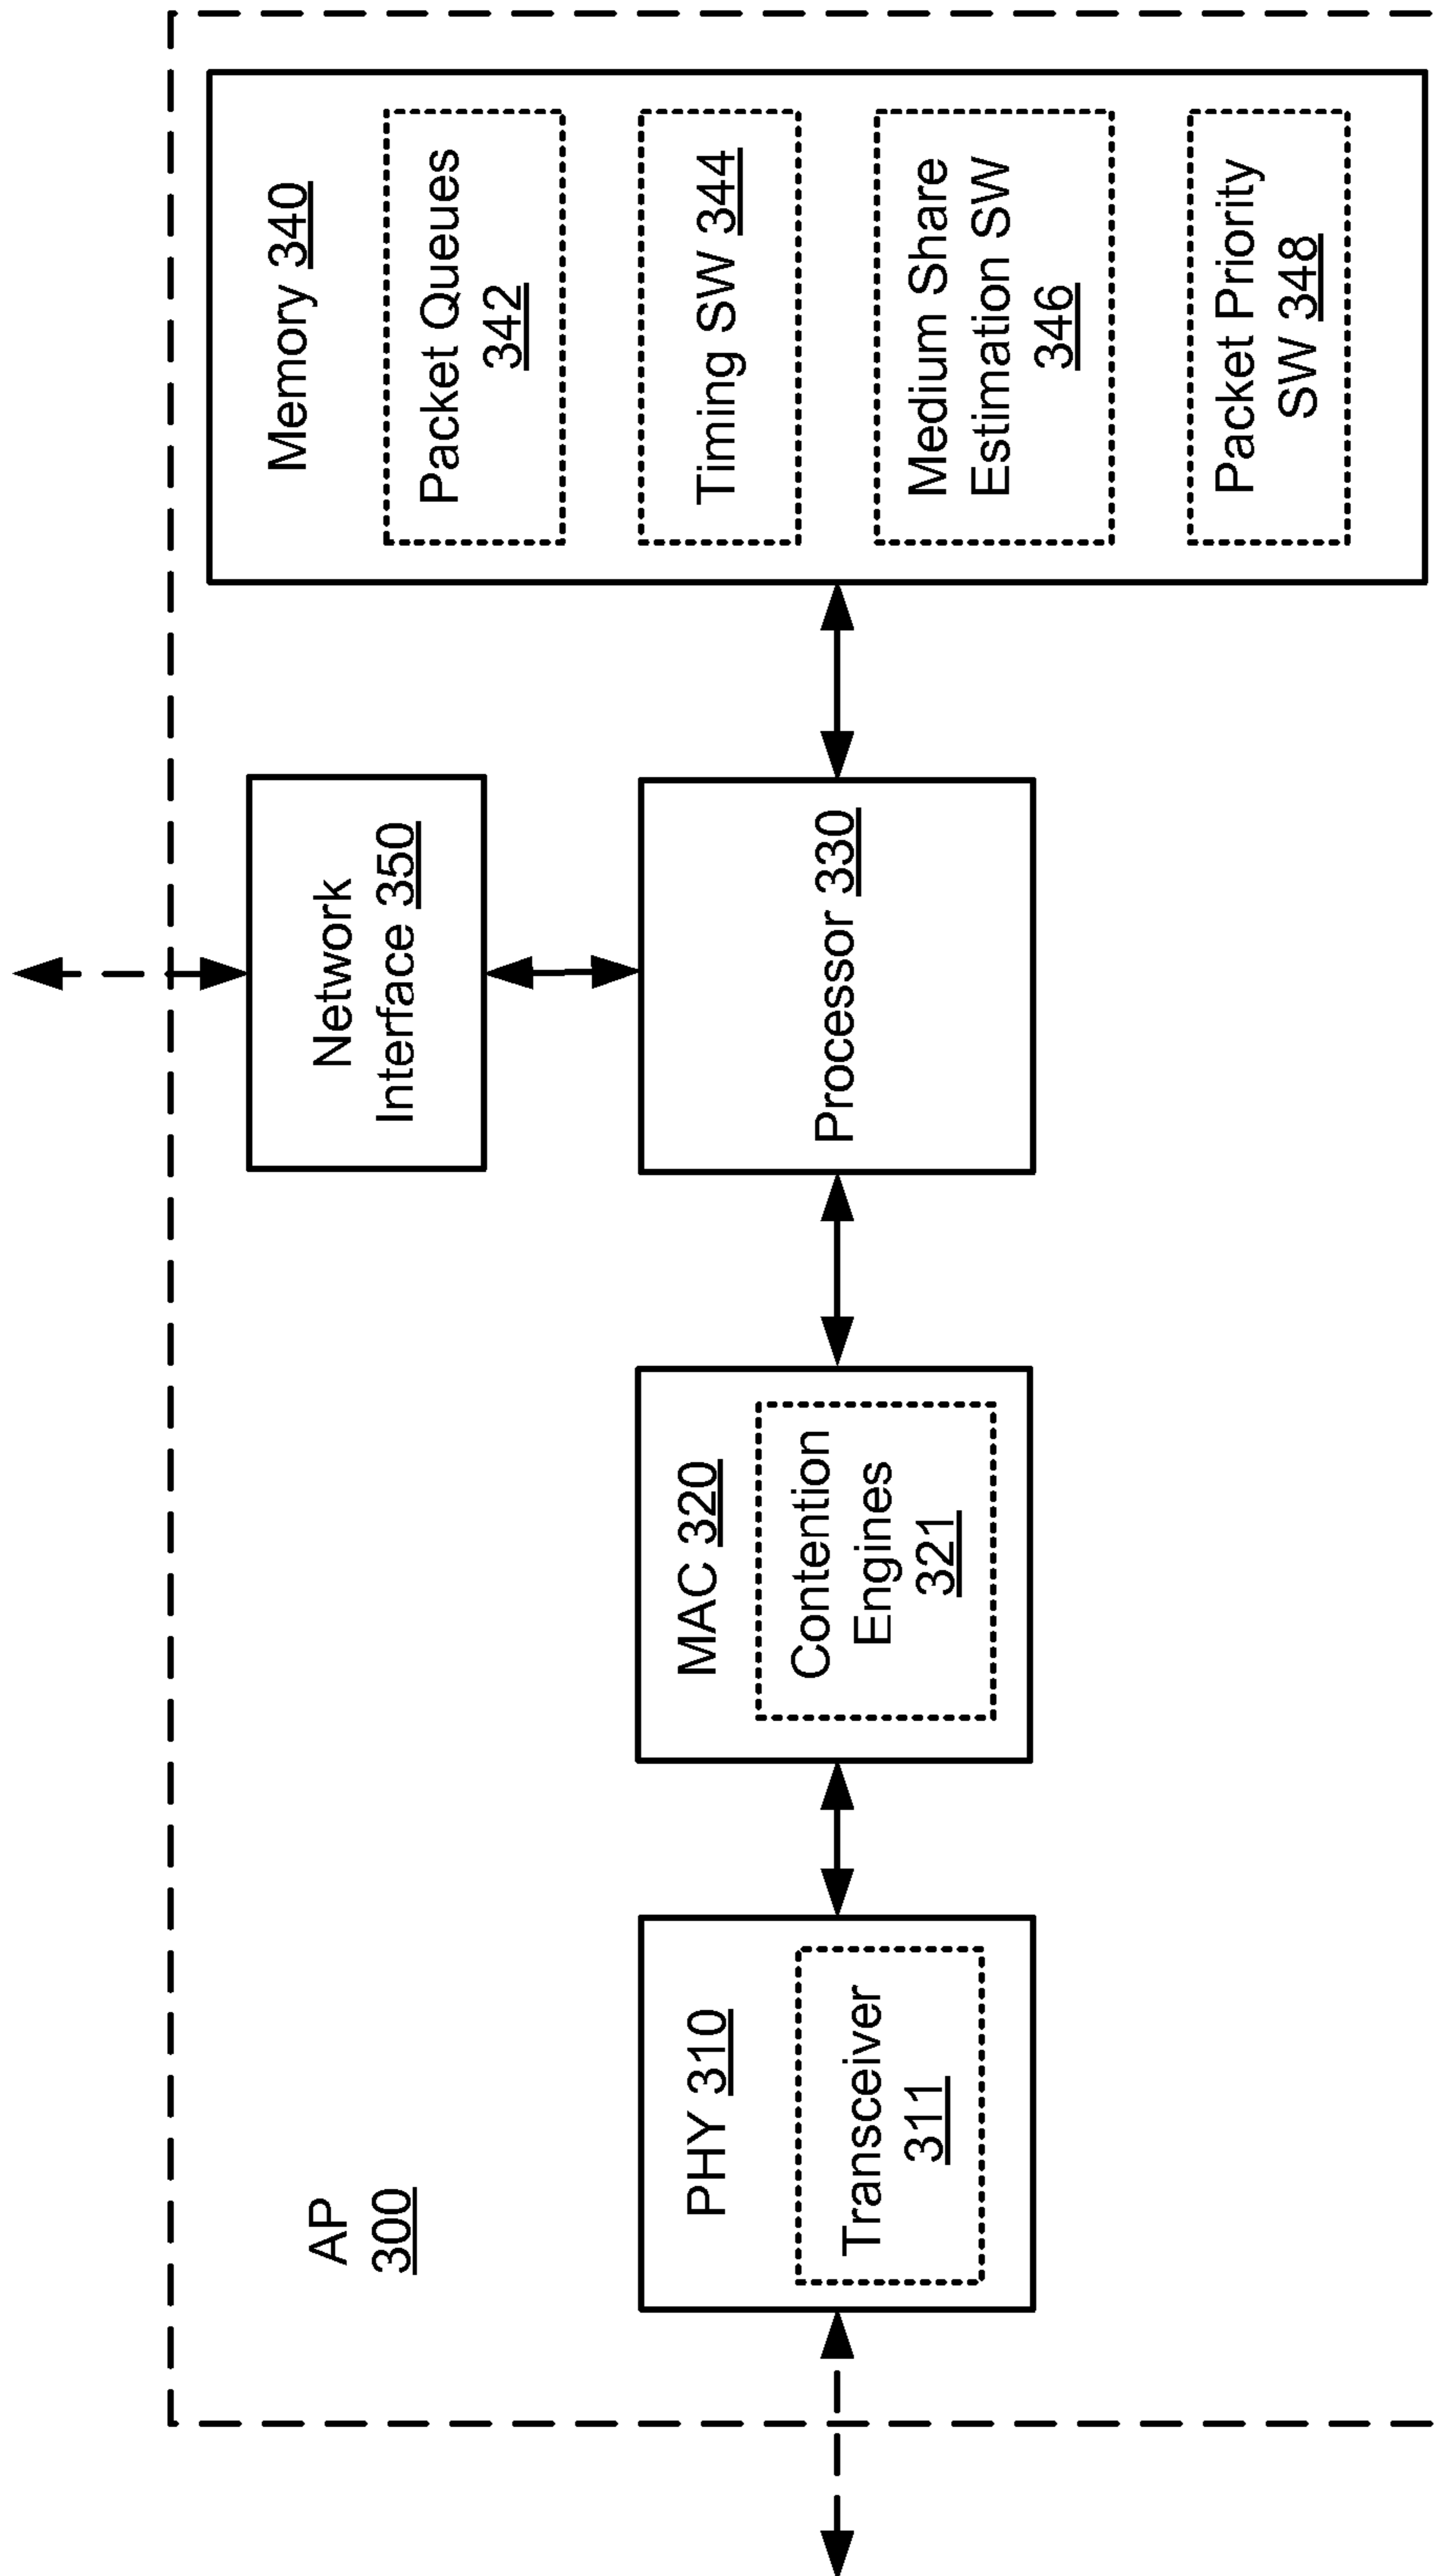 AP
300
PHY 310
Transceiver
311
MAC 320
Contention
Engines
321
Network
Interface 350
Processor 330
Memory 340
Packet Queues
342
Timing SW 344
Medium Share
Estimation SW
346
Packet Priority
SW 348